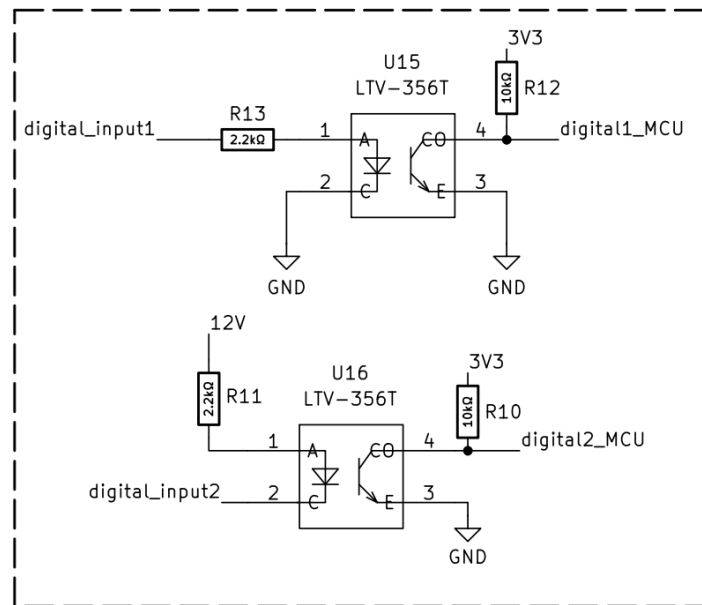 3V3
U15
LTV-356T
10kΩ
R12
R13
digital_input1
2.2kΩ
1
A
CO
4
digital1_MCU
2
C
E
3
GND
GND
12V
2.2kΩ
R11
U16
LTV-356T
3V3
10kΩ
R10
1
A
CO
4
digital2_MCU
digital_input2
2
C
E
3
GND